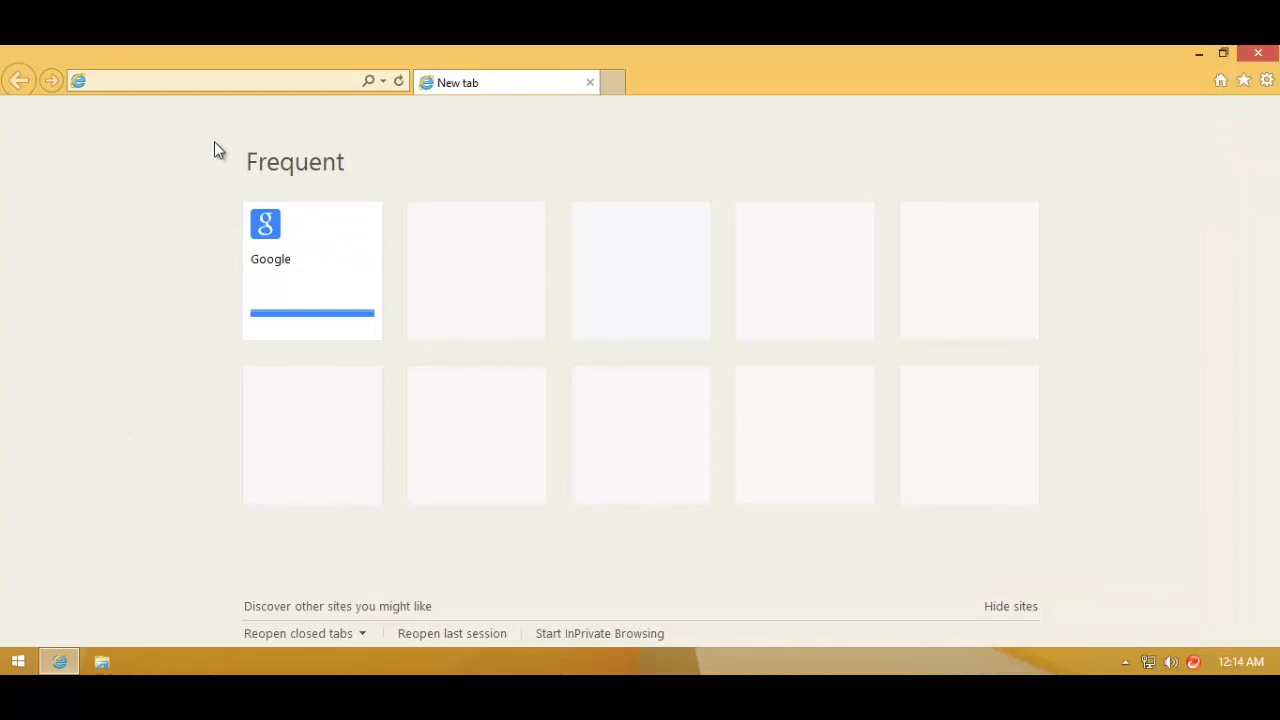 New tab
Frequent
g
Google
Discover other sites you might like
Hide sites
Reopen closed tabs
Reopen last session
Start InPrivate Browsing
12:14 AM